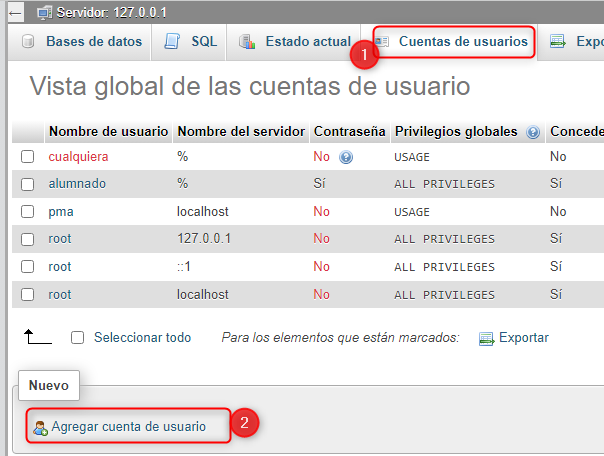 Servidor: 127.0.0.1
Bases de datos SQL Estado actual Cuentas de usuarios Expo
1
Vista global de las cuentas de usuario
Nombre de usuario Nombre del servidor Contraseña Privilegios globales Concede
cualquiera % No USAGE No
alumnado % Sí ALL PRIVILEGES Sí
pma localhost No USAGE No
root 127.0.0.1 No ALL PRIVILEGES Sí
root ::1 No ALL PRIVILEGES Sí
root localhost No ALL PRIVILEGES Sí
Seleccionar todo Para los elementos que están marcados: Exportar
Nuevo
Agregar cuenta de usuario 2